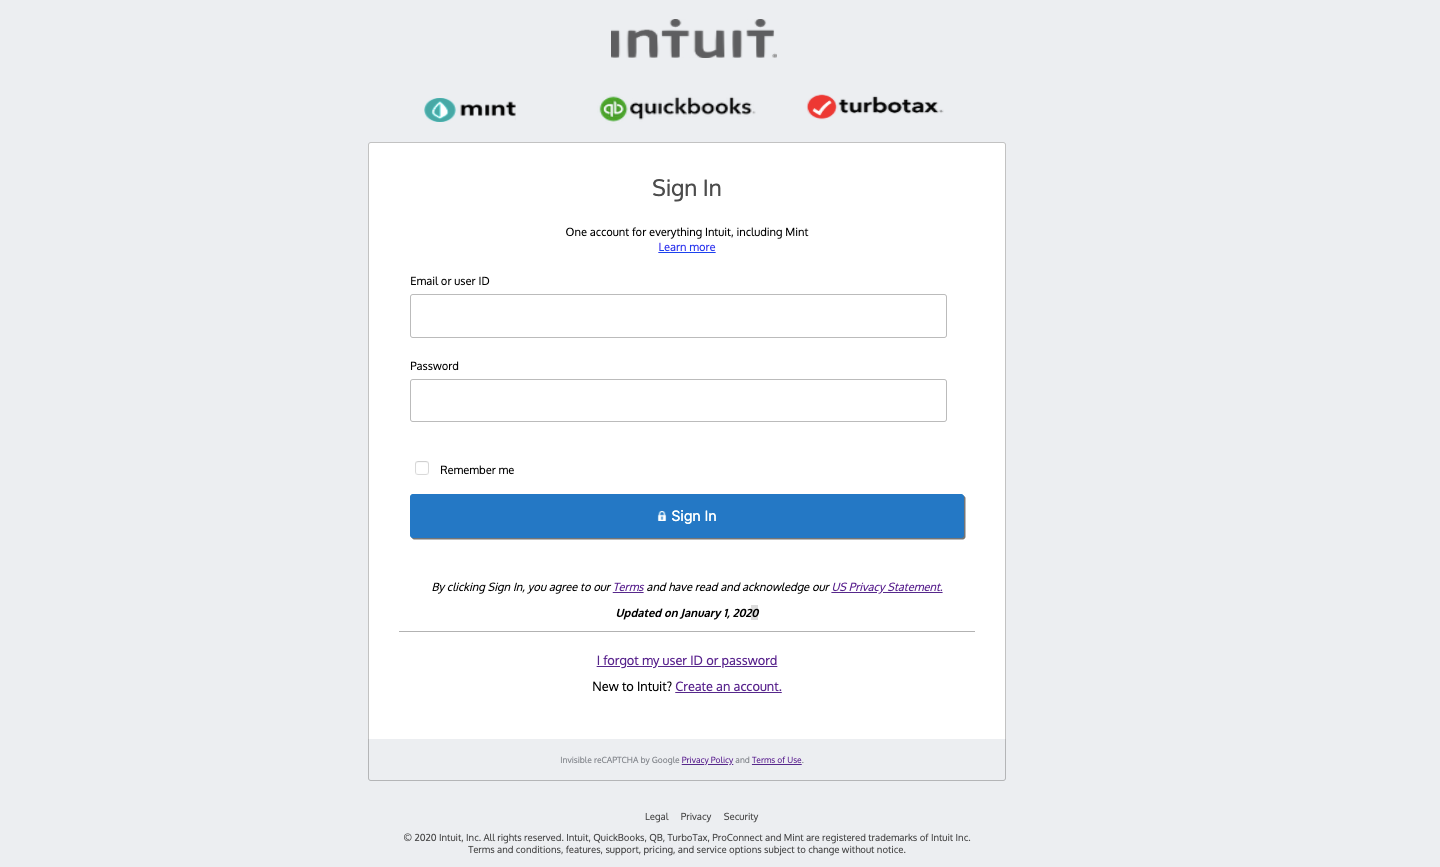 intuit.
mint
qb quickbooks.
turbotax.
Sign In
One account for everything Intuit, including Mint
Learn more
Email or user ID
Password
Remember me
Sign In
By clicking Sign In, you agree to our Terms and have read and acknowledge our US Privacy Statement.
Updated on January 1, 2020
I forgot my user ID or password
New to Intuit? Create an account.
Invisible reCAPTCHA by Google Privacy Policy and Terms of Use.
Legal Privacy Security
© 2020 Intuit, Inc. All rights reserved. Intuit, QuickBooks, QB, TurboTax, ProConnect and Mint are registered trademarks of Intuit Inc.
Terms and conditions, features, support, pricing, and service options subject to change without notice.